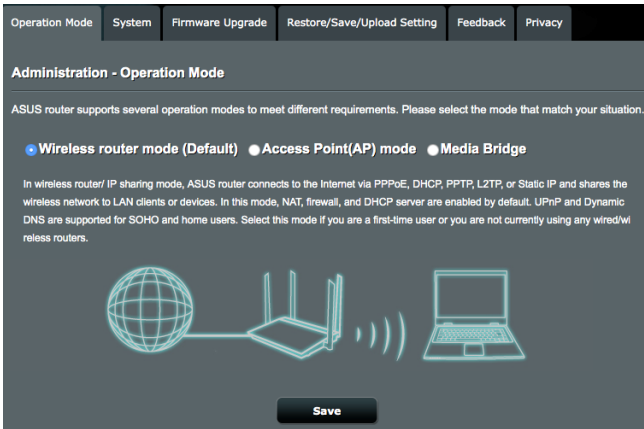 Operation Mode System Firmware Upgrade Restore/Save/Upload Setting Feedback Privacy
Administration - Operation Mode
ASUS router supports several operation modes to meet different requirements. Please select the mode that match your situation.
Wireless router mode (Default) Access Point(AP) mode Media Bridge
In wireless router/ IP sharing mode, ASUS router connects to the Internet via PPPoE, DHCP, PPTP, L2TP, or Static IP and shares the
wireless network to LAN clients or devices. In this mode, NAT, firewall, and DHCP server are enabled by default. UPnP and Dynamic
DNS are supported for SOHO and home users. Select this mode if you are a first-time user or you are not currently using any wired/wi
reless routers.
Save